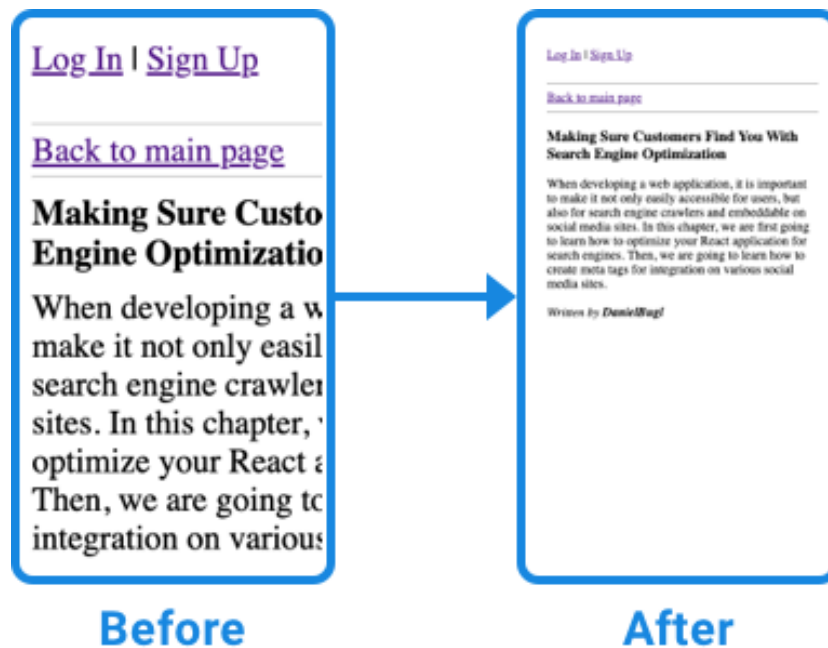 Log In | Sign Up
Back to main page
Making Sure Custo
Engine Optimizatio
When developing a w
make it not only easil
search engine crawler
sites. In this chapter,
optimize your React a
Then, we are going to
integration on various
Before
Log In | Sign Up
Back to main page
Making Sure Customers Find You With
Search Engine Optimization
When developing a web application, it is important
to make it not only easily accessible for users, but
also for search engine crawlers and embeddable on
social media sites. In this chapter, we are first going
to learn how to optimize your React application for
search engines. Then, we are going to learn how to
create meta tags for integration on various social
media sites.
Written by DanielBugl
After